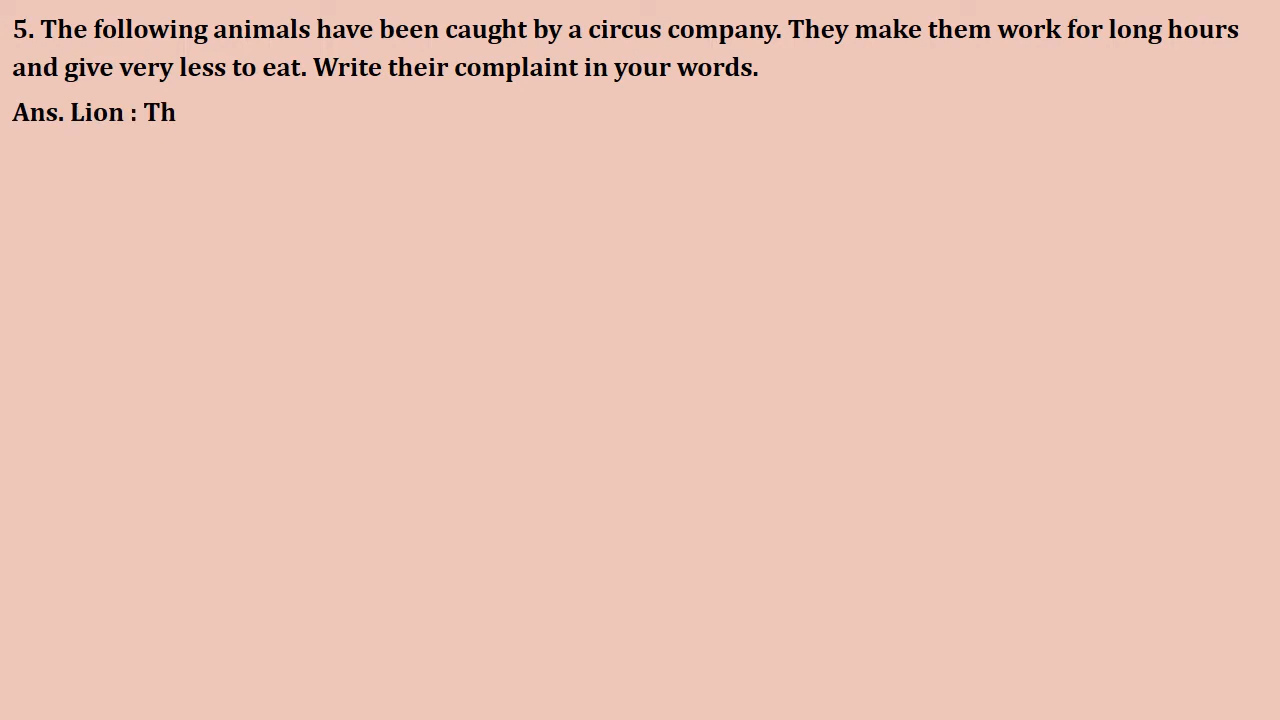 5. The following animals have been caught by a circus company. They make them work for long hours
and give very less to eat. Write their complaint in your words.
Ans. Lion : Th